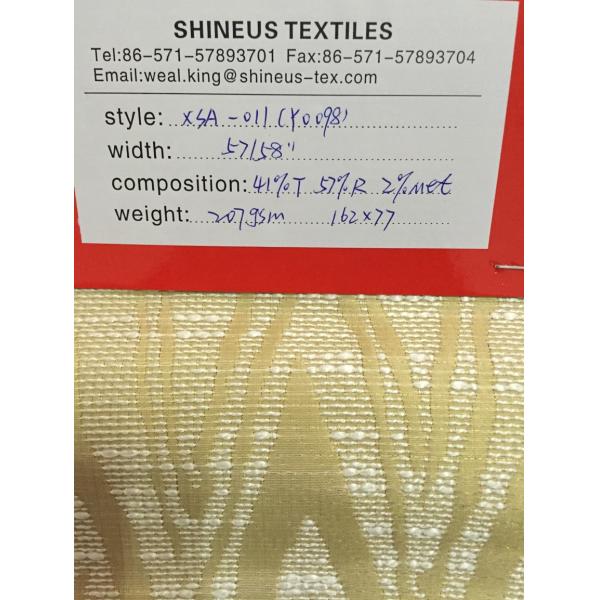 SHINEUS TEXTILES
Tel:86-571-57893701 Fax:86-571-57893704
Email:weal.king@shineus-tex.com
style: XSA-011(Y0098)
width: 57/58"
composition: 41%T 57%R 2%met
weight: 207gsm 162x77